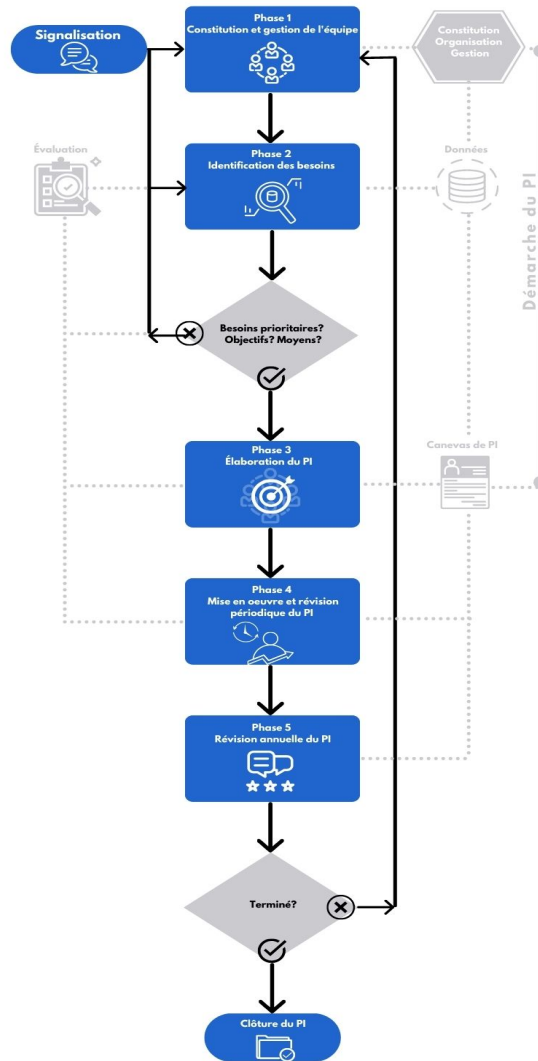 Signalisation
Phase 1
Constitution et gestion de l'équipe
Constitution
Organisation
Gestion
Évaluation
Phase 2
Identification des besoins
Données
Démarche du PI
Besoins prioritaires?
Objectifs? Moyens?
Phase 3
Élaboration du PI
Canevas de PI
Phase 4
Mise en oeuvre et révision
périodique du PI
Phase 5
Révision annuelle du PI
Terminé?
Clôture du PI